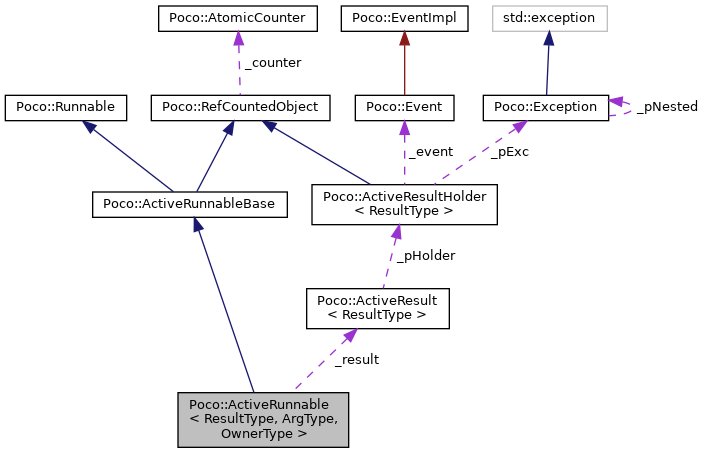 Poco::AtomicCounter
Poco::EventImpl
std::exception
_counter
Poco::Runnable
Poco::RefCountedObject
Poco::Event
Poco::Exception
_pNested
_event
_pExc
Poco::ActiveRunnableBase
Poco::ActiveResultHolder
< ResultType >
_pHolder
Poco::ActiveResult
< ResultType >
_result
Poco::ActiveRunnable
< ResultType, ArgType,
OwnerType >